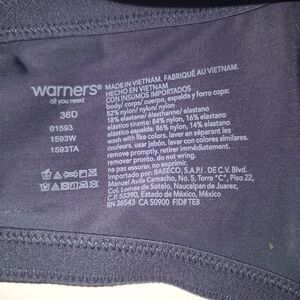 warners®
all you need
36D
01593
1593W
1593TA
MADE IN VIETNAM. FABRIQUÉ AU VIETNAM.
HECHO EN VIETNAM
CON INSUMOS IMPORTADOS
body/ corps/ cuerpo, espalda y forro copa:
82% nylon/ nylon/ nylon
18% elastane/ élasthanne/ elastano
elástico tirante: 84% nylon, 16% elastano
elástico espalda: 86% nylon, 14% elastano
wash with like colors. laver en séparant les
couleurs. usar jabón. lavar con colores similares.
remove promptly. retirer immédiatement.
remover pronto. do not wring.
ne pas essorer. no exprimir.
Importado por: BASECO, S.A.P.I. DE C.V. Blvd.
Manuel Ávila Camacho, No. 5, Torre "C", Piso 22,
Col. Lomas de Sotelo, Naucalpan de Juárez,
C.P. 53390, Estado de México, México
RN 36543 CA 50900 FID# TE8